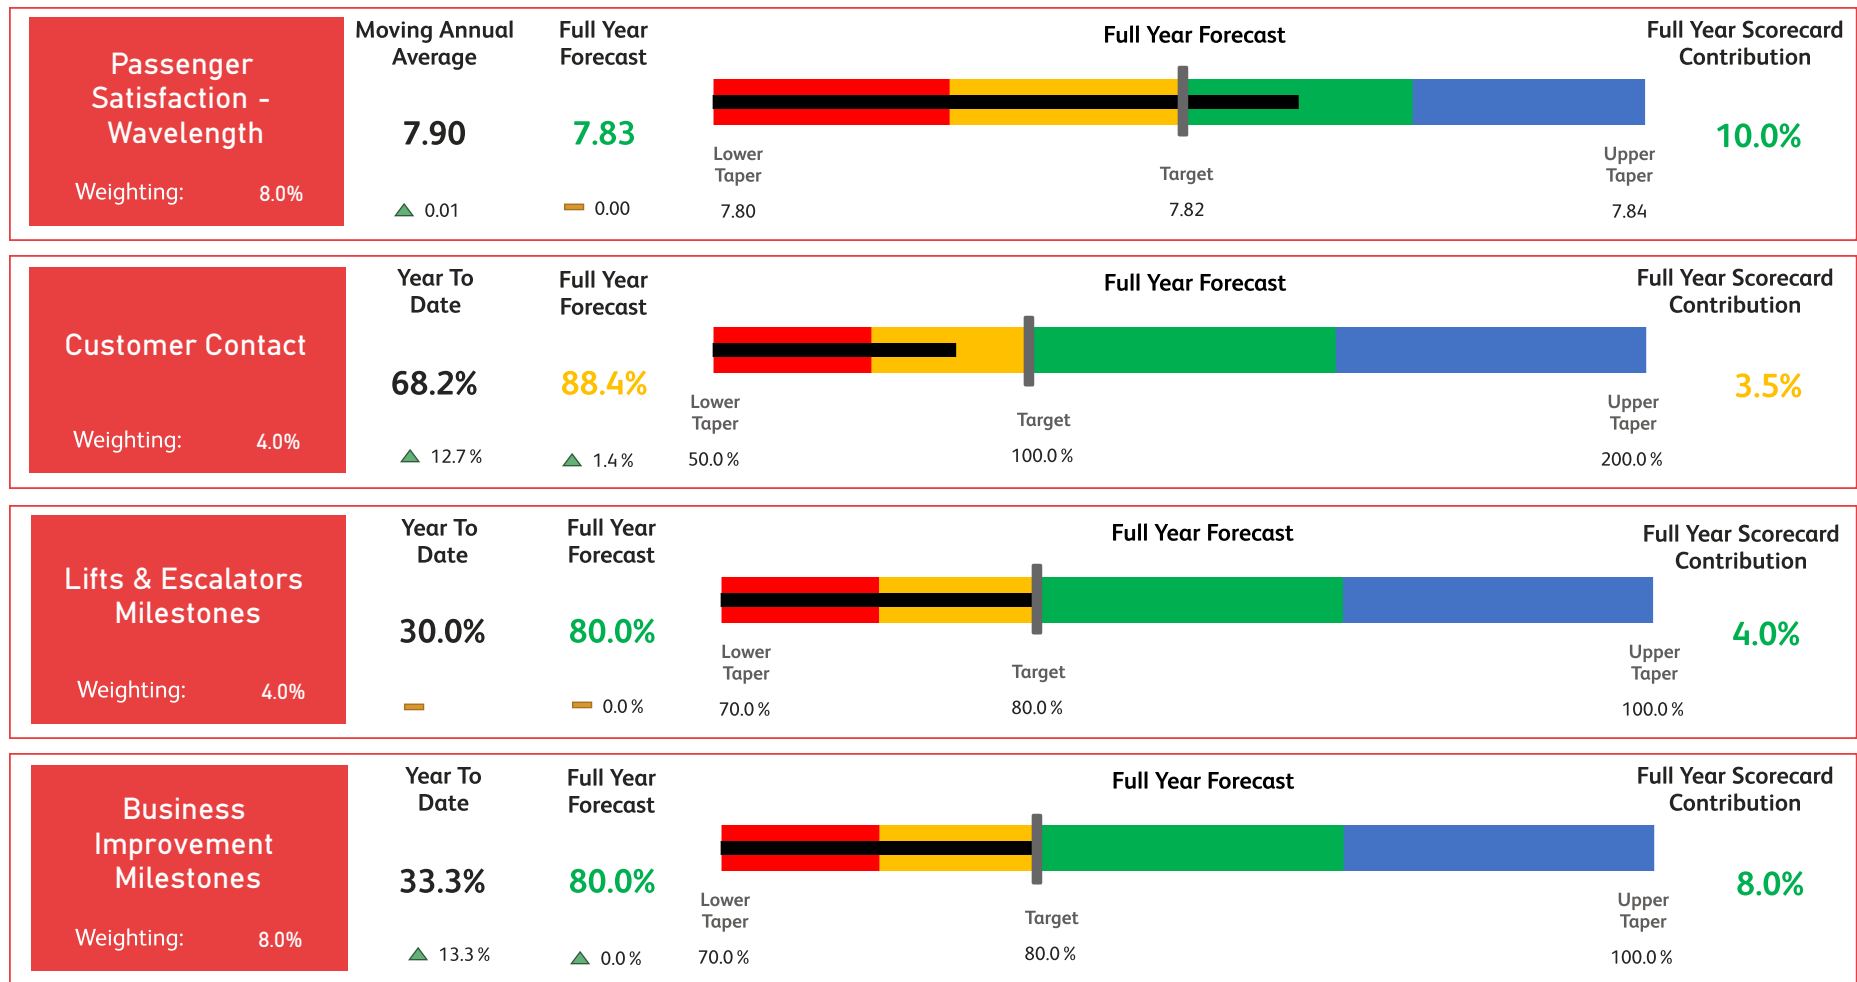 Passenger
Satisfaction -
Wavelength
Weighting: 8.0%
Moving Annual
Average
7.90
0.01
Full Year
Forecast
7.83
0.00
Full Year Forecast
Lower
Taper
7.80
Target
7.82
Upper
Taper
7.84
Full Year Scorecard
Contribution
10.0%
Customer Contact
Weighting: 4.0%
Year To
Date
68.2%
12.7 %
Full Year
Forecast
88.4%
1.4 %
Full Year Forecast
Lower
Taper
50.0 %
Target
100.0 %
Upper
Taper
200.0 %
Full Year Scorecard
Contribution
3.5%
Lifts & Escalators
Milestones
Weighting: 4.0%
Year To
Date
30.0%
Full Year
Forecast
80.0%
0.0 %
Full Year Forecast
Lower
Taper
70.0 %
Target
80.0 %
Upper
Taper
100.0 %
Full Year Scorecard
Contribution
4.0%
Business
Improvement
Milestones
Weighting: 8.0%
Year To
Date
33.3%
13.3 %
Full Year
Forecast
80.0%
0.0 %
Full Year Forecast
Lower
Taper
70.0 %
Target
80.0 %
Upper
Taper
100.0 %
Full Year Scorecard
Contribution
8.0%